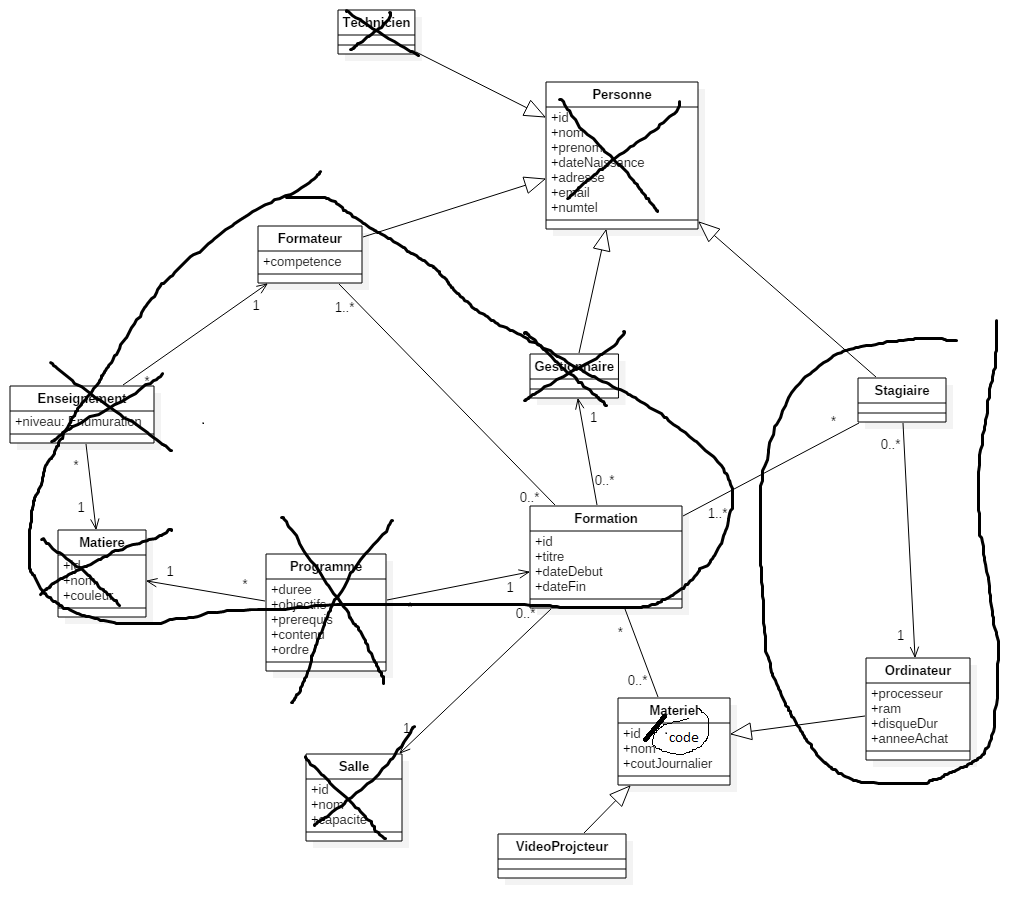 Technicien
Personne
+id
+nom
+prenom
+dateNaissance
+adresse
+email
+numtel
Formateur
+competence
1
1..*
Gestionnaire
1
0..*
Stagiaire
*
0..*
1..*
Enseignement
+niveau: Enumuration
*
*
1
0..*
Formation
+id
+titre
+dateDebut
+dateFin
Matiere
+id
+nom
+couleur
1
*
Programme
+duree
+objectifs
+prerequis
+contenu
+ordre
1
*
0..*
*
0..*
1
Ordinateur
+processeur
+ram
+disqueDur
+anneeAchat
Materiel
+id
code
+nom
+coutJournalier
1
Salle
+id
+nom
+capacite
VideoProjcteur